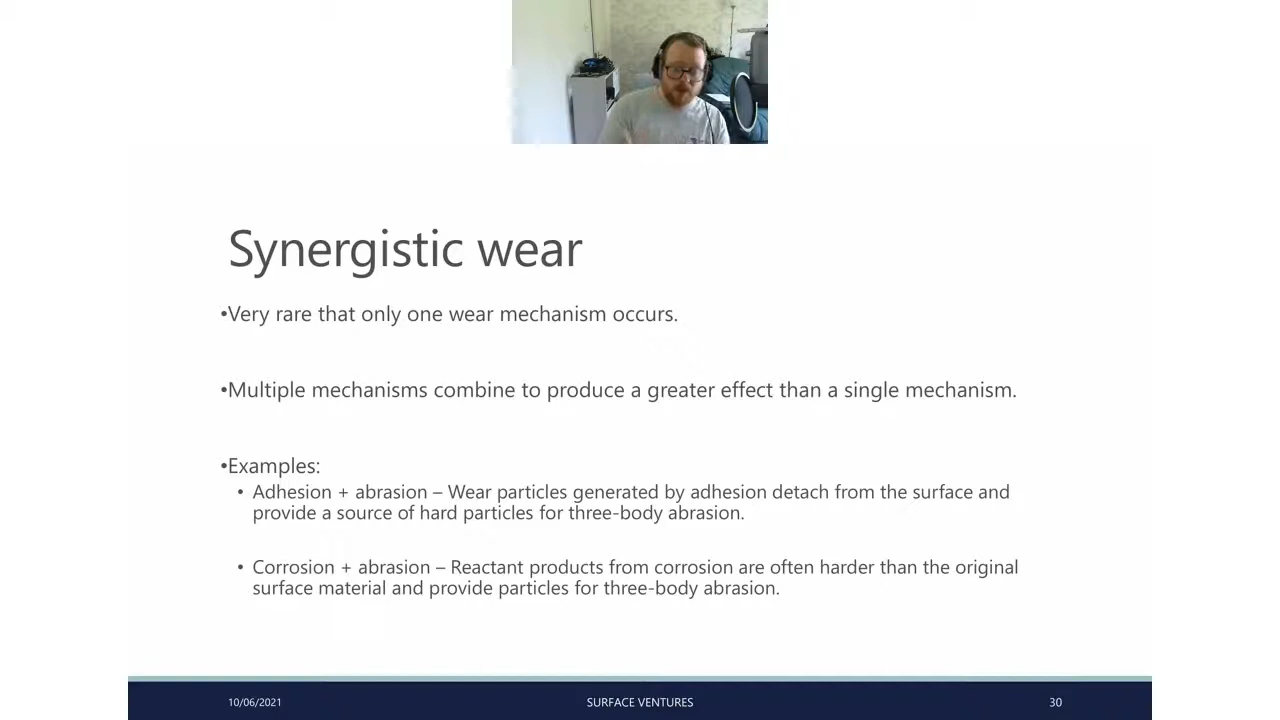 Synergistic wear
•Very rare that only one wear mechanism occurs.
•Multiple mechanisms combine to produce a greater effect than a single mechanism.
•Examples:
• Adhesion + abrasion – Wear particles generated by adhesion detach from the surface and
provide a source of hard particles for three-body abrasion.
• Corrosion + abrasion – Reactant products from corrosion are often harder than the original
surface material and provide particles for three-body abrasion.
10/06/2021 SURFACE VENTURES 30